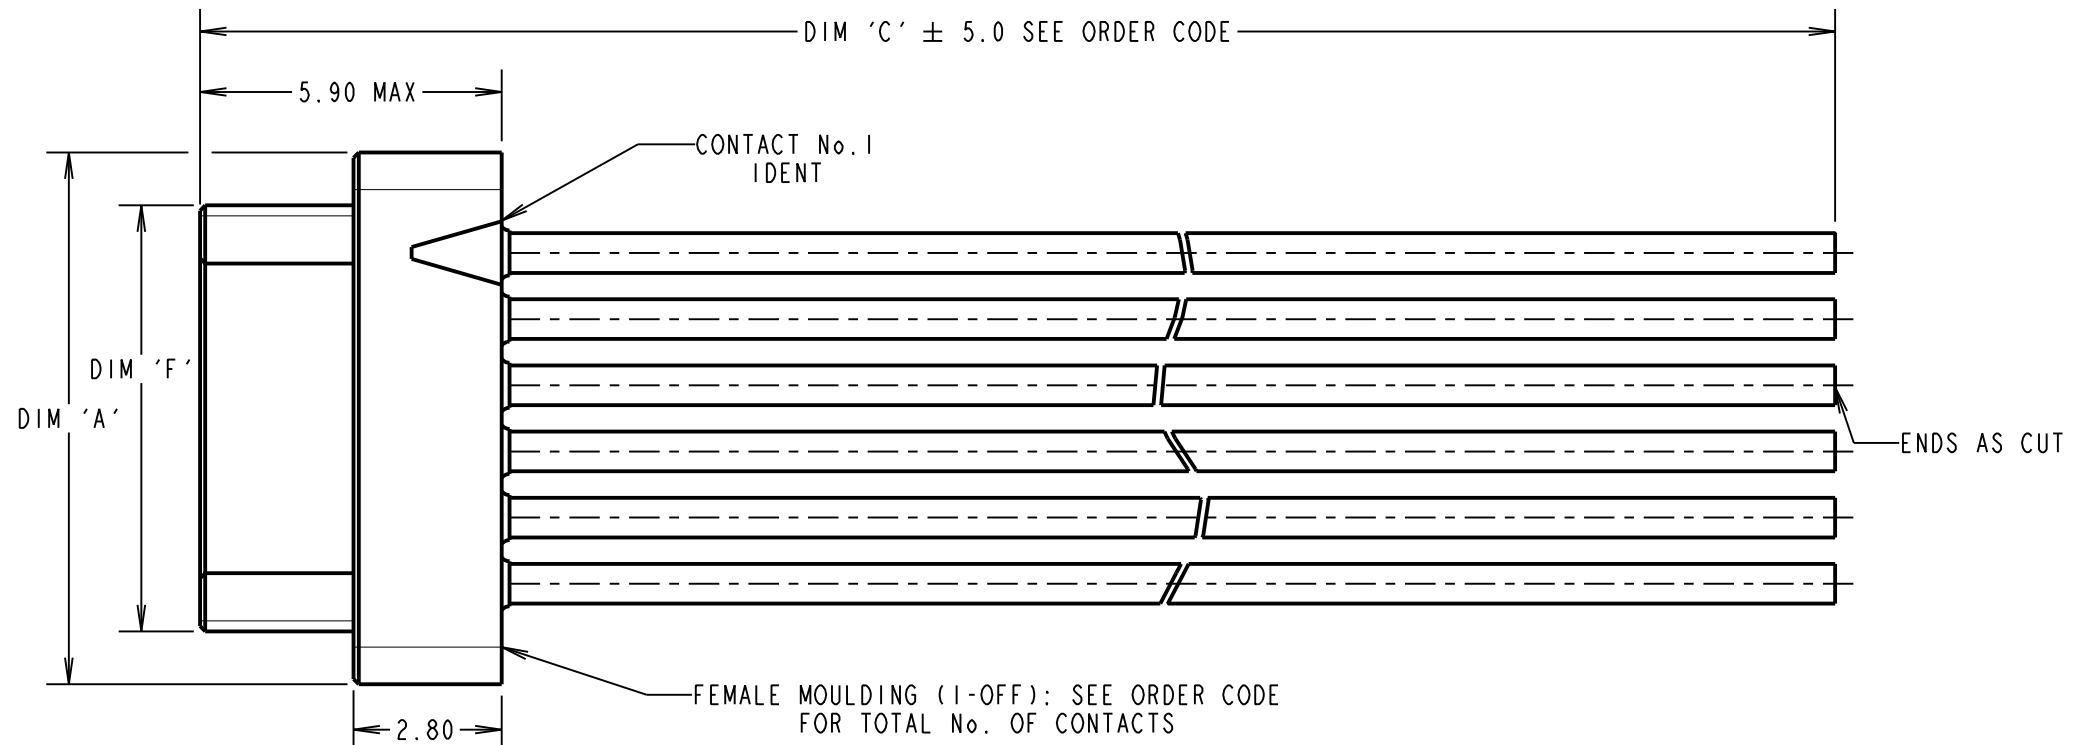 DIM 'C' ± 5.0 SEE ORDER CODE
5.90 MAX
CONTACT No.1
IDENT
DIM 'F'
DIM 'A'
ENDS AS CUT
FEMALE MOULDING (1-OFF): SEE ORDER CODE
FOR TOTAL No. OF CONTACTS
2.80